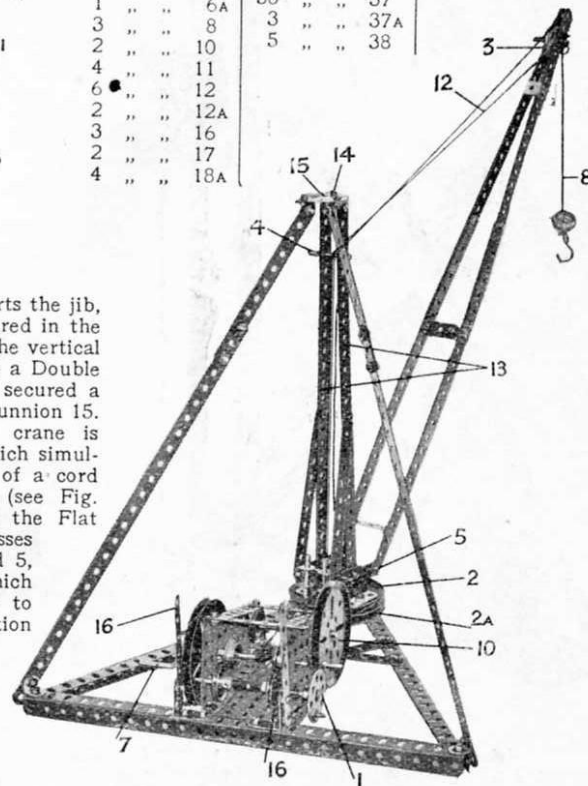 1 ,, ,, 6A
3 ,, ,, 8
2 ,, ,, 10
4 ,, ,, 11
6 ,, ,, 12
2 ,, ,, 12A
3 ,, ,, 16
2 ,, ,, 17
4 ,, ,, 18A
,, ,, 37
3 ,, ,, 37A
5 ,, ,, 38
3
12
8
15
14
4
13
rts the jib,
red in the
he vertical
a Double
secured a
unnion 15.
crane is
ich simul-
of a cord
(see Fig.
the Flat
sses
d 5,
hich
to
tion
5
2
2A
10
16
7
16
1